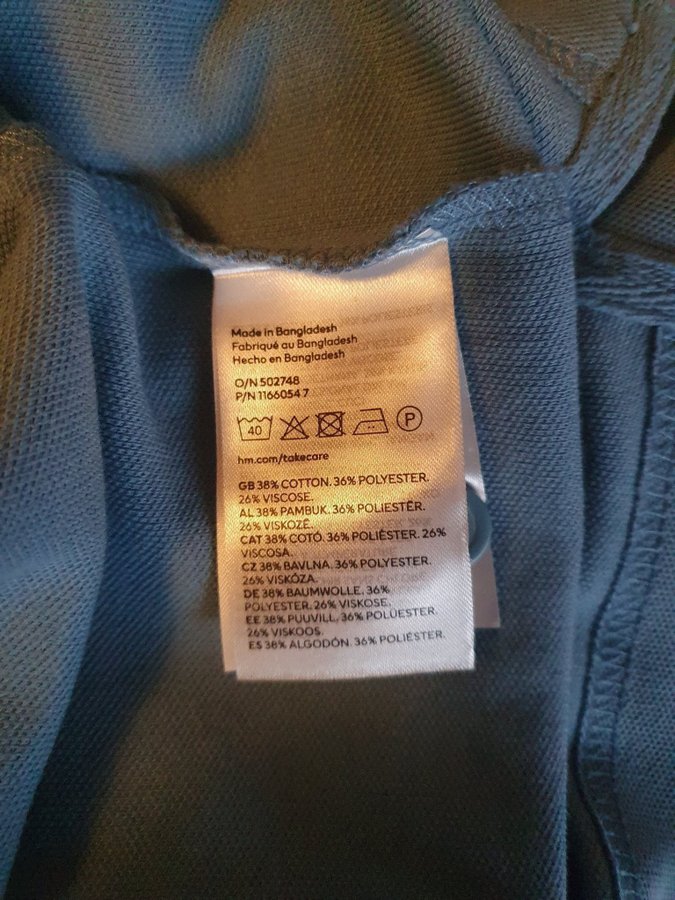 Made in Bangladesh
Fabriqué au Bangladesh
Hecho en Bangladesh
O/N 502748
P/N 1166054 7
40
P
hm.com/takecare
GB 38% COTTON. 36% POLYESTER.
26% VISCOSE.
AL 38% PAMBUK. 36% POLIESTËR.
26% VISKOZË.
CAT 38% COTÓ. 36% POLIÈSTER. 26%
VISCOSA.
CZ 38% BAVLNA. 36% POLYESTER.
26% VISKÓZA.
DE 38% BAUMWOLLE. 36%
POLYESTER. 26% VISKOSE.
EE 38% PUUVILL. 36% POLÜESTER.
26% VISKOOS.
ES 38% ALGODÓN. 36% POLIÉSTER.